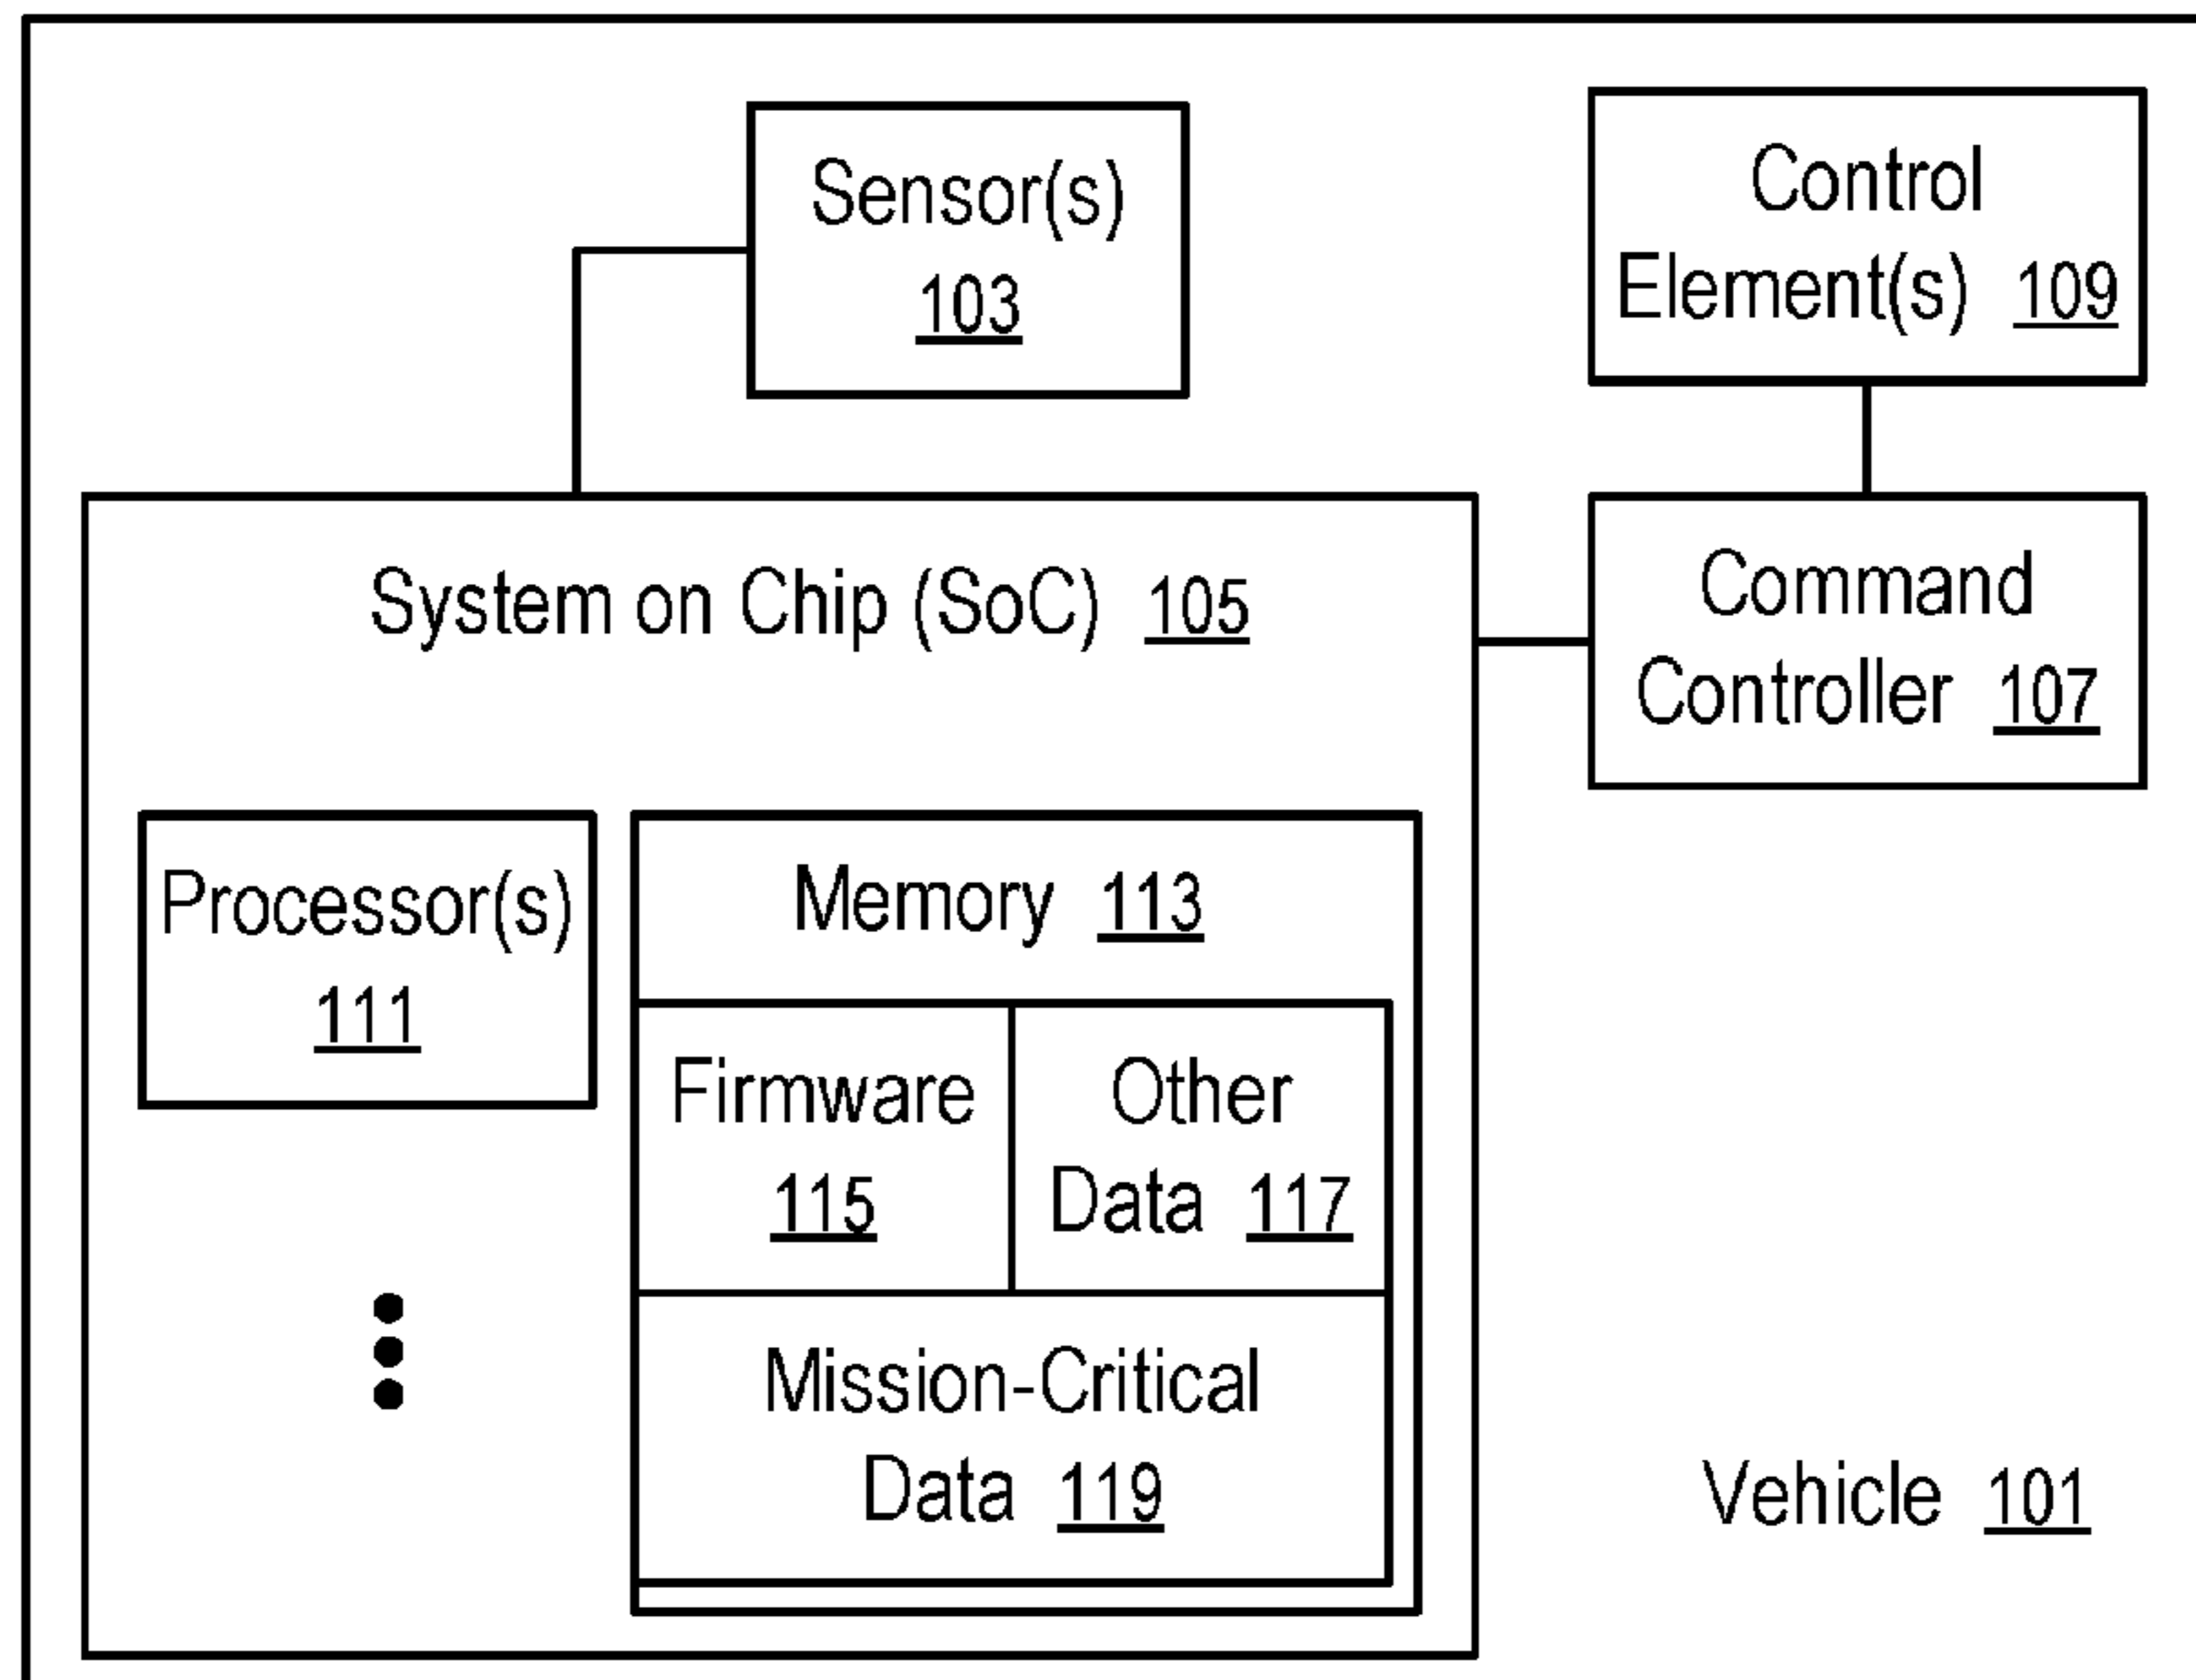 Sensor(s)
103
Control
Element(s) 109
System on Chip (SoC) 105
Command
Controller 107
Processor(s)
111
Memory 113
Firmware
115
Other
Data 117
Mission-Critical
Data 119
Vehicle 101